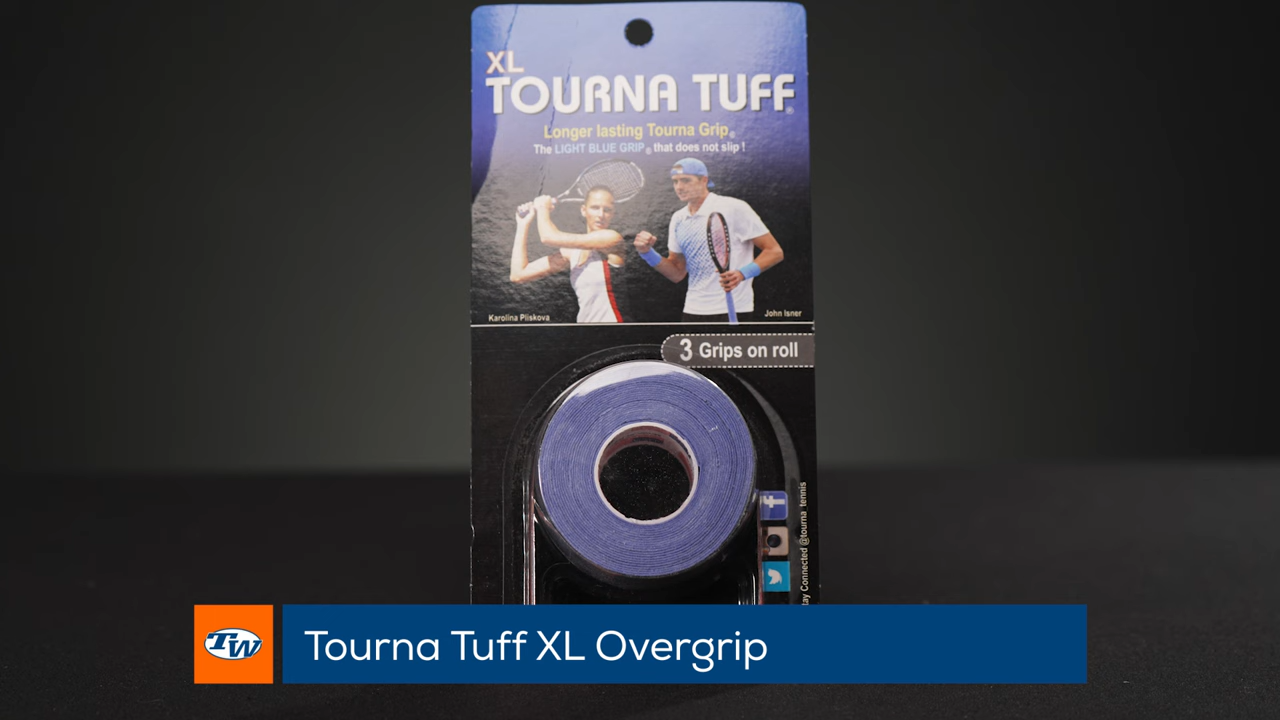 XL
TOURNA TUFF®
Longer lasting Tourna Grip®
The LIGHT BLUE GRIP® that does not slip !
Karolina Pliskova
John Isner
3 Grips on roll
f
Connected @tourna_tennis
TW
Tourna Tuff XL Overgrip